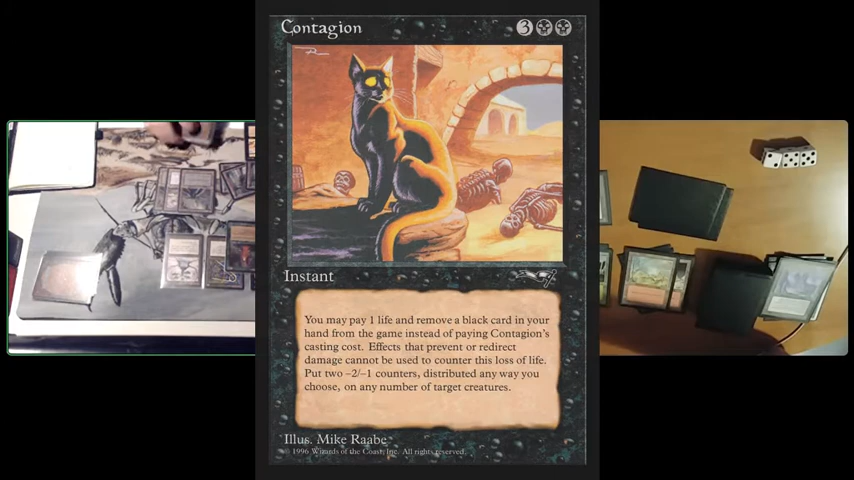 Contagion
3
Instant
You may pay 1 life and remove a black card in your
hand from the game instead of paying Contagion's
casting cost. Effects that prevent or redirect
damage cannot be used to counter this loss of life.
Put two –2/–1 counters, distributed any way you
choose, on any number of target creatures.
Illus. Mike Raabe
© 1996 Wizards of the Coast, Inc. All rights reserved.